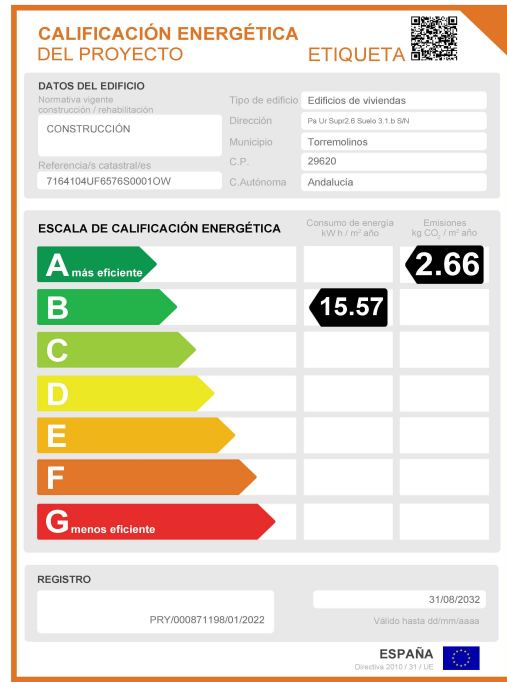 CALIFICACIÓN ENERGÉTICA
DEL PROYECTO
ETIQUETA
DATOS DEL EDIFICIO
Normativa vigente
construcción / rehabilitación
CONSTRUCCIÓN
Referencia/s catastral/es
7164104UF6576S0001OW
Tipo de edificio Edificios de viviendas
Dirección Pa Ur Supr2.6 Suelo 3.1.b S/N
Municipio Torremolinos
C.P. 29620
C.Autónoma Andalucía
ESCALA DE CALIFICACIÓN ENERGÉTICA
Consumo de energía
kW h / m² año
Emisiones
kg CO₂ / m² año
A más eficiente 2.66
B 15.57
C
D
E
F
G menos eficiente
REGISTRO
PRY/000871198/01/2022
31/08/2032
Válido hasta dd/mm/aaaa
ESPAÑA
Directiva 2010 / 31 / UE